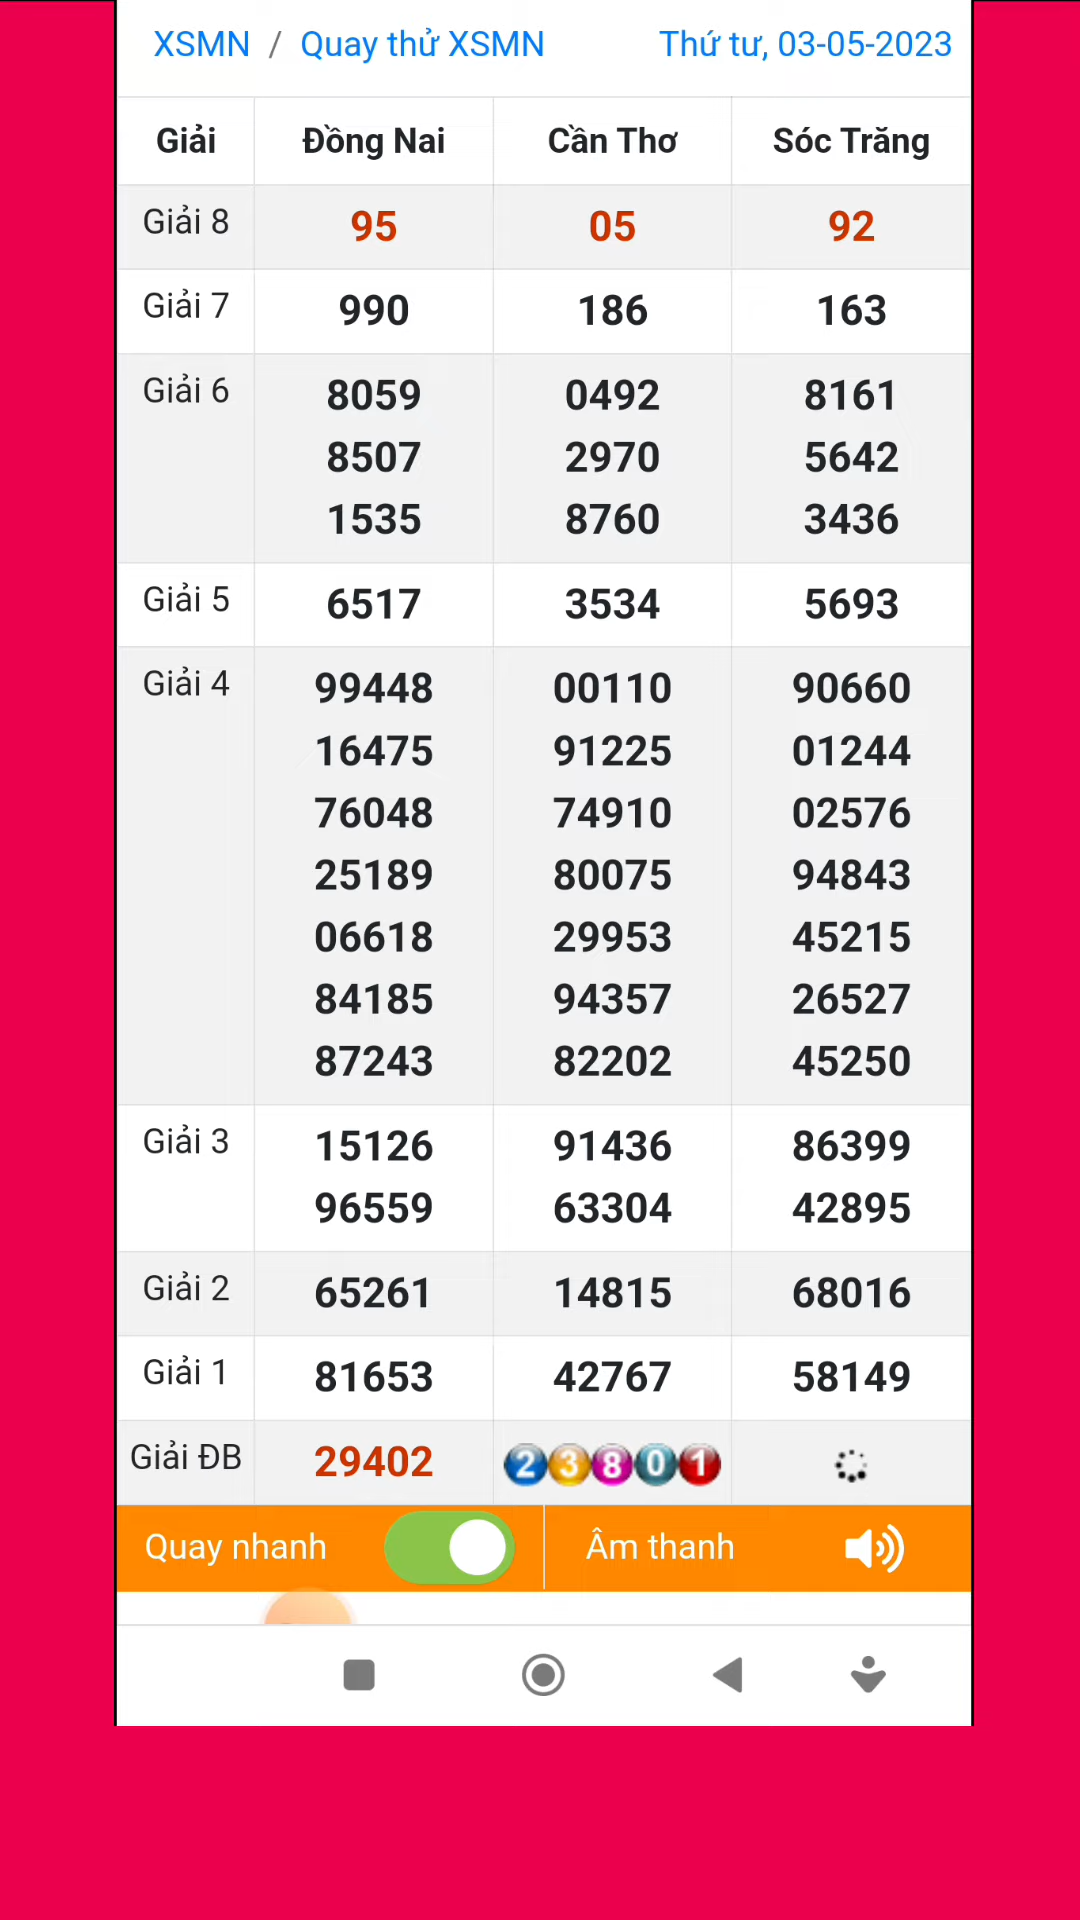 XSMN / Quay thử XSMN Thứ tư, 03-05-2023
Giải Đồng Nai Cần Thơ Sóc Trăng
Giải 8 95 05 92
Giải 7 990 186 163
Giải 6 8059 0492 8161
8507 2970 5642
1535 8760 3436
Giải 5 6517 3534 5693
Giải 4 99448 00110 90660
16475 91225 01244
76048 74910 02576
25189 80075 94843
06618 29953 45215
84185 94357 26527
87243 82202 45250
Giải 3 15126 91436 86399
96559 63304 42895
Giải 2 65261 14815 68016
Giải 1 81653 42767 58149
Giải ĐB 29402 23801
Quay nhanh Âm thanh